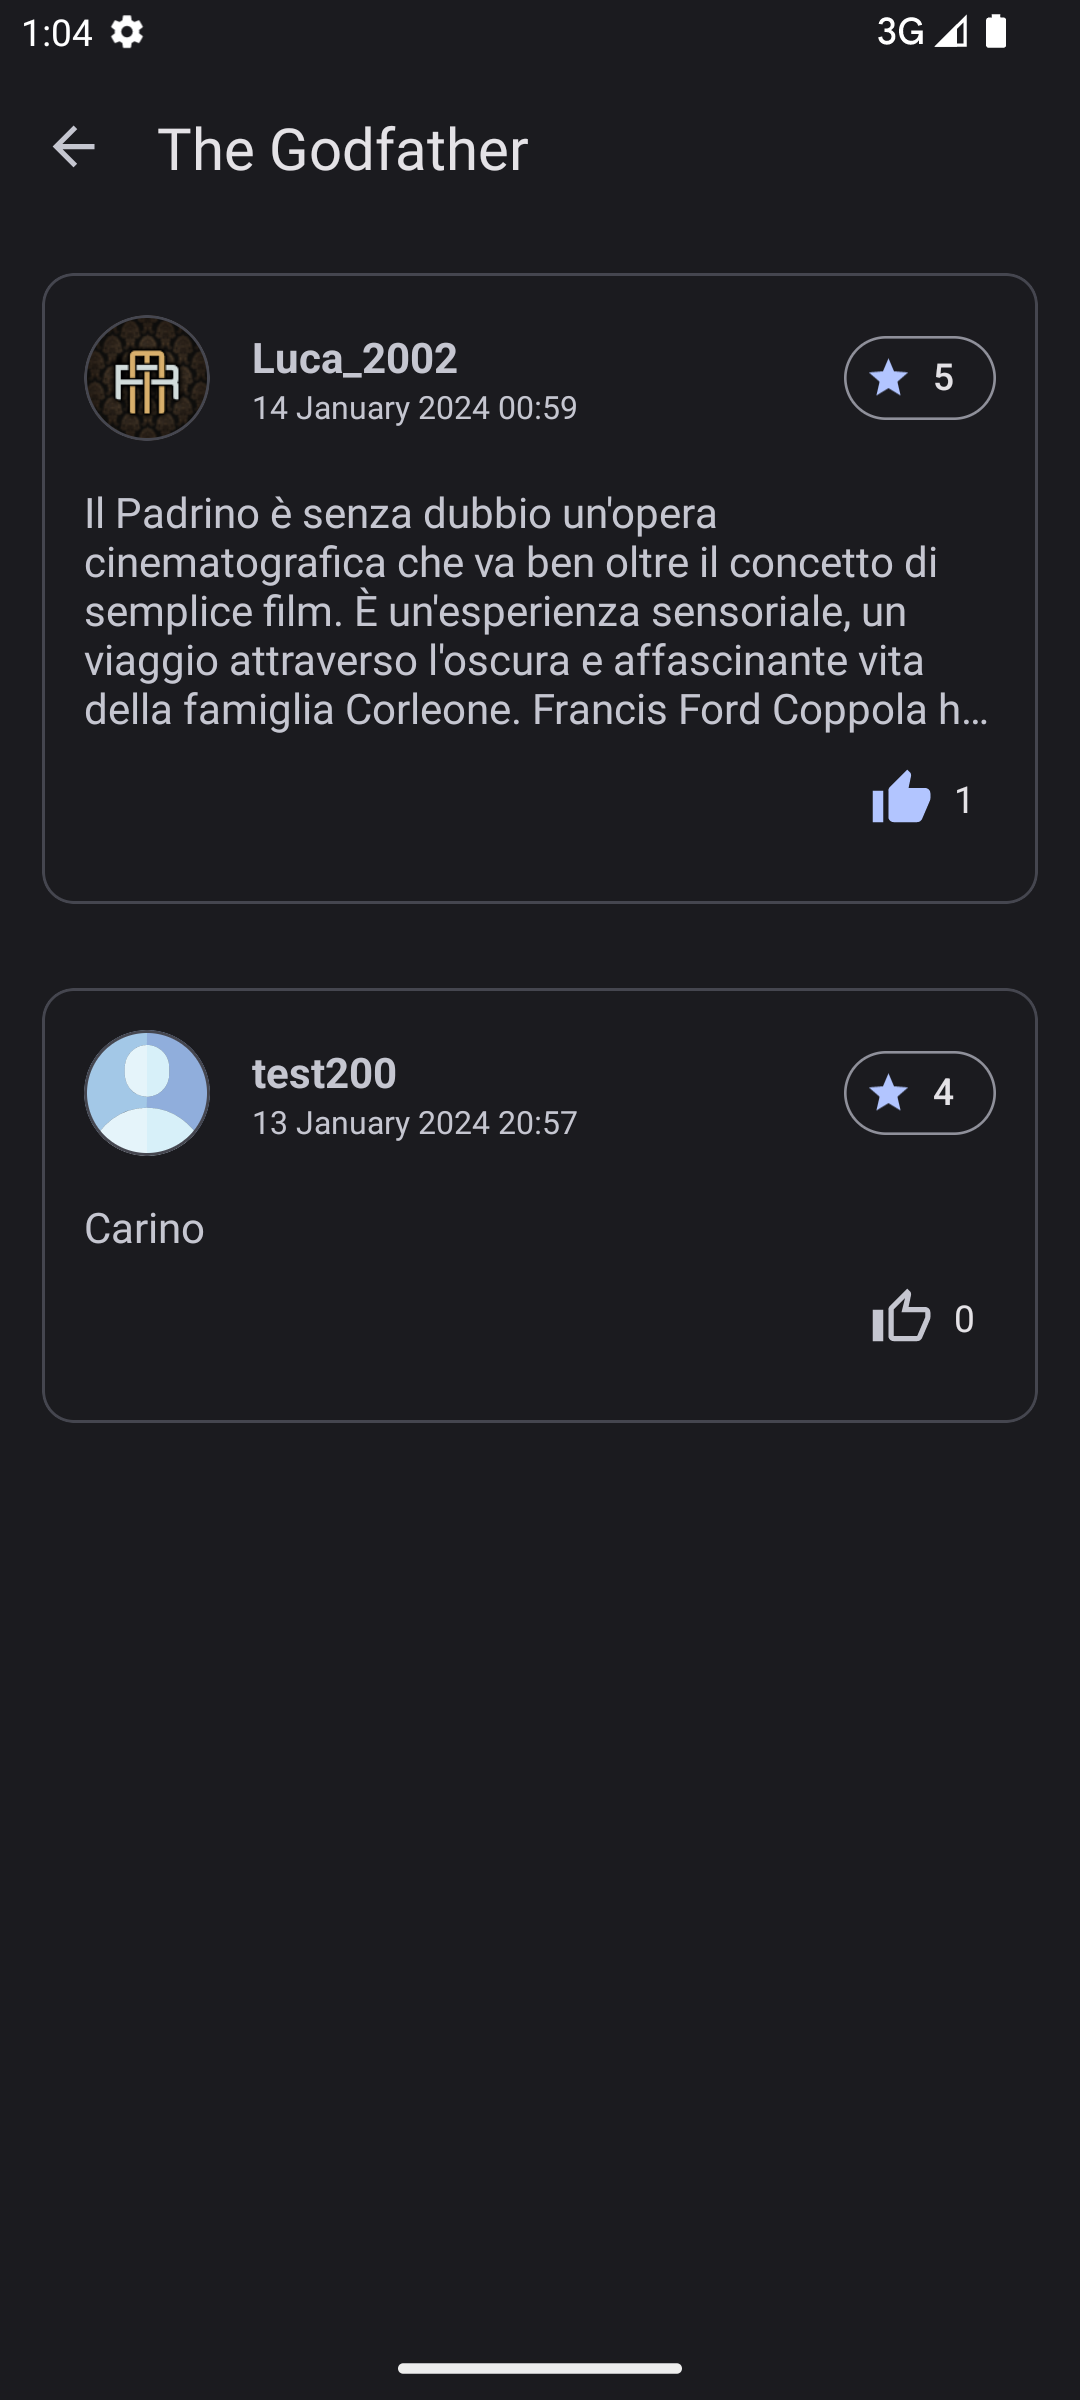 1:04
3G
The Godfather
Luca_2002
14 January 2024 00:59
5
Il Padrino è senza dubbio un'opera
cinematografica che va ben oltre il concetto di
semplice film. È un'esperienza sensoriale, un
viaggio attraverso l'oscura e affascinante vita
della famiglia Corleone. Francis Ford Coppola h...
1
test200
13 January 2024 20:57
4
Carino
0